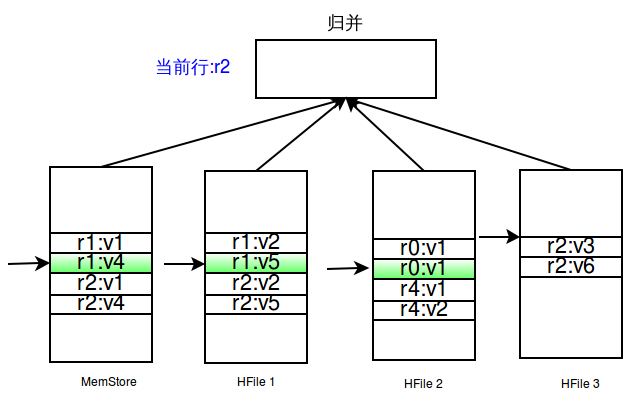 归并
当前行:r2
r1:v1
r1:v4
r2:v1
r2:v4
r1:v2
r1:v5
r2:v2
r2:v5
r0:v1
r0:v1
r4:v1
r4:v2
r2:v3
r2:v6
MemStore
HFile 1
HFile 2
HFile 3